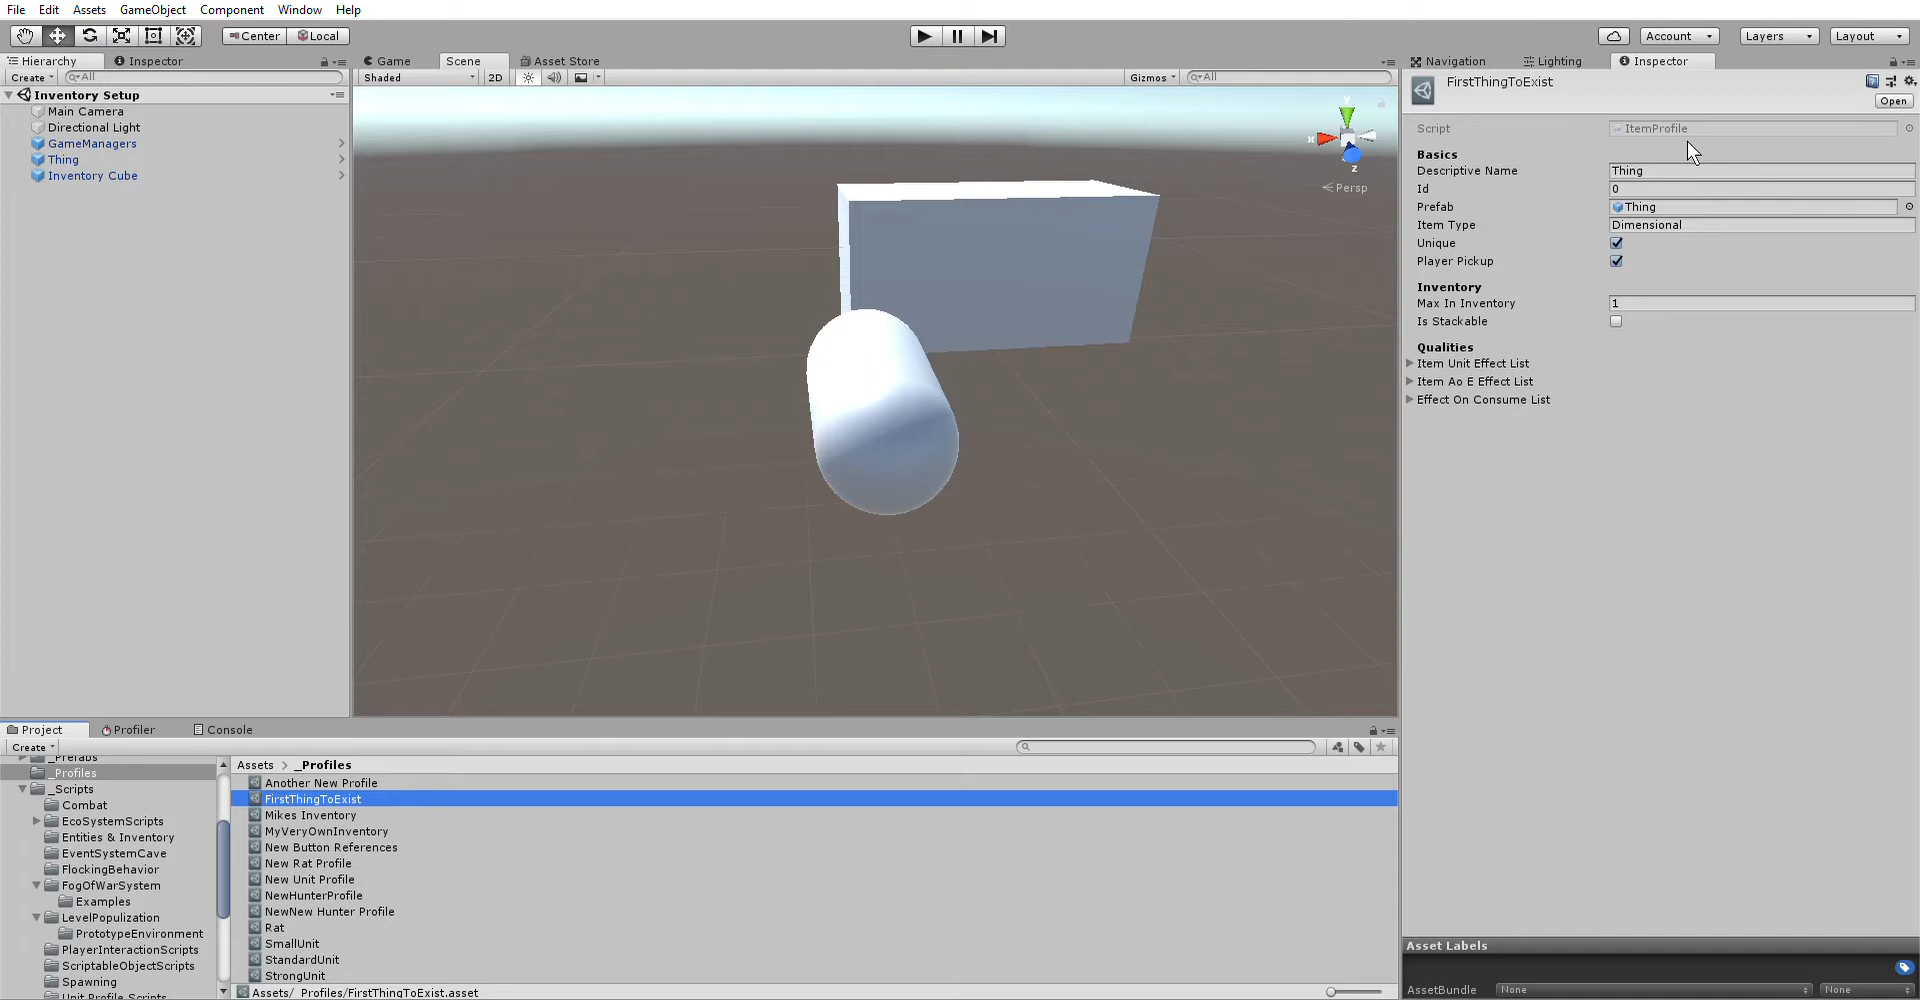 File Edit Assets GameObject Component Window Help
Center Local Account Layers Layout
Hierarchy Inspector
Create All
Inventory Setup
Main Camera
Directional Light
GameManagers
Thing
Inventory Cube
Game Scene Asset Store
Shaded 2D Gizmos All
y
x
z
Persp
Navigation Lighting Inspector
FirstThingToExist
Open
Script ItemProfile
Basics
Descriptive Name Thing
Id 0
Prefab Thing
Item Type Dimensional
Unique
Player Pickup
Inventory
Max In Inventory 1
Is Stackable
Qualities
Item Unit Effect List
Item Ao E Effect List
Effect On Consume List
Project Profiler Console
Create
_Prefabs
_Profiles
_Scripts
Combat
EcoSystemScripts
Entities & Inventory
EventSystemCave
FlockingBehavior
FogOfWarSystem
Examples
LevelPopulization
PrototypeEnvironment
PlayerInteractionScripts
ScriptableObjectScripts
Spawning
Unit Profile Scripts
Assets > _Profiles
Another New Profile
FirstThingToExist
Mikes Inventory
MyVeryOwnInventory
New Button References
New Rat Profile
New Unit Profile
NewHunterProfile
NewNew Hunter Profile
Rat
SmallUnit
StandardUnit
StrongUnit
Assets/_Profiles/FirstThingToExist.asset
Asset Labels
AssetBundle None None